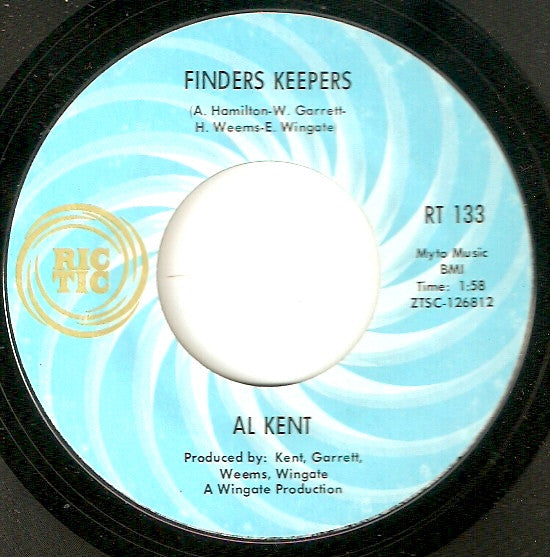 FINDERS KEEPERS
(A. Hamilton-W. Garrett-
H. Weems-E. Wingate)
RIC
TIC
RT 133
Myto Music
BMI
Time: 1:58
ZTSC-126812
AL KENT
Produced by: Kent, Garrett,
Weems, Wingate
A Wingate Production